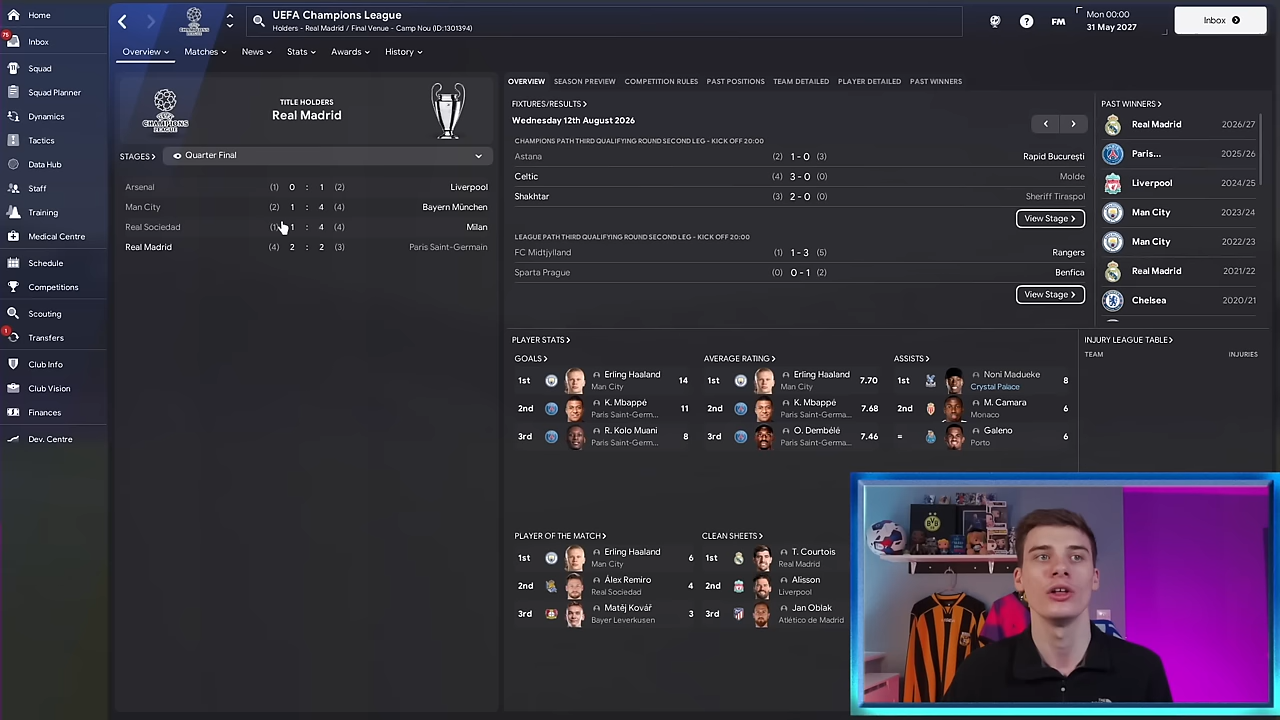 Home
75
Inbox
Squad
Squad Planner
Dynamics
Tactics
Data Hub
Staff
Training
Medical Centre
Schedule
Competitions
Scouting
1
Transfers
Club Info
Club Vision
Finances
Dev. Centre
UEFA Champions League
Holders - Real Madrid / Final Venue - Camp Nou (ID:1301394)
FM
Mon 00:00
31 May 2027
Inbox
Overview Matches News Stats Awards History
CHAMPIONS
LEAGUE
TITLE HOLDERS
Real Madrid
STAGES Quarter Final
Arsenal (1) 0 : 1 (2) Liverpool
Man City (2) 1 : 4 (4) Bayern München
Real Sociedad (1) 1 : 4 (4) Milan
Real Madrid (4) 2 : 2 (3) Paris Saint-Germain
OVERVIEW SEASON PREVIEW COMPETITION RULES PAST POSITIONS TEAM DETAILED PLAYER DETAILED PAST WINNERS
FIXTURES/RESULTS
Wednesday 12th August 2026
CHAMPIONS PATH THIRD QUALIFYING ROUND SECOND LEG - KICK OFF 20:00
Astana (2) 1 - 0 (3) Rapid București
Celtic (4) 3 - 0 (0) Molde
Shakhtar (3) 2 - 0 (0) Sheriff Tiraspol
View Stage
LEAGUE PATH THIRD QUALIFYING ROUND SECOND LEG - KICK OFF 20:00
FC Midtjylland (1) 1 - 3 (5) Rangers
Sparta Prague (0) 0 - 1 (2) Benfica
View Stage
PAST WINNERS
Real Madrid 2026/27
Paris... 2025/26
Liverpool 2024/25
Man City 2023/24
Man City 2022/23
Real Madrid 2021/22
Chelsea 2020/21
PLAYER STATS
GOALS
1st Erling Haaland 14
Man City
2nd K. Mbappé 11
Paris Saint-Germ...
3rd R. Kolo Muani 8
Paris Saint-Germ...
AVERAGE RATING
1st Erling Haaland 7.70
Man City
2nd K. Mbappé 7.68
Paris Saint-Germa...
3rd O. Dembélé 7.46
Paris Saint-Germa...
ASSISTS
1st Noni Madueke 8
Crystal Palace
2nd M. Camara 6
Monaco
= Galeno 6
Porto
INJURY LEAGUE TABLE
TEAM INJURIES
PLAYER OF THE MATCH
1st Erling Haaland 6
Man City
2nd Álex Remiro 4
Real Sociedad
3rd Matěj Kovář 3
Bayer Leverkusen
CLEAN SHEETS
1st T. Courtois
Real Madrid
2nd Alisson
Liverpool
3rd Jan Oblak
Atlético de Madrid
BVB
09